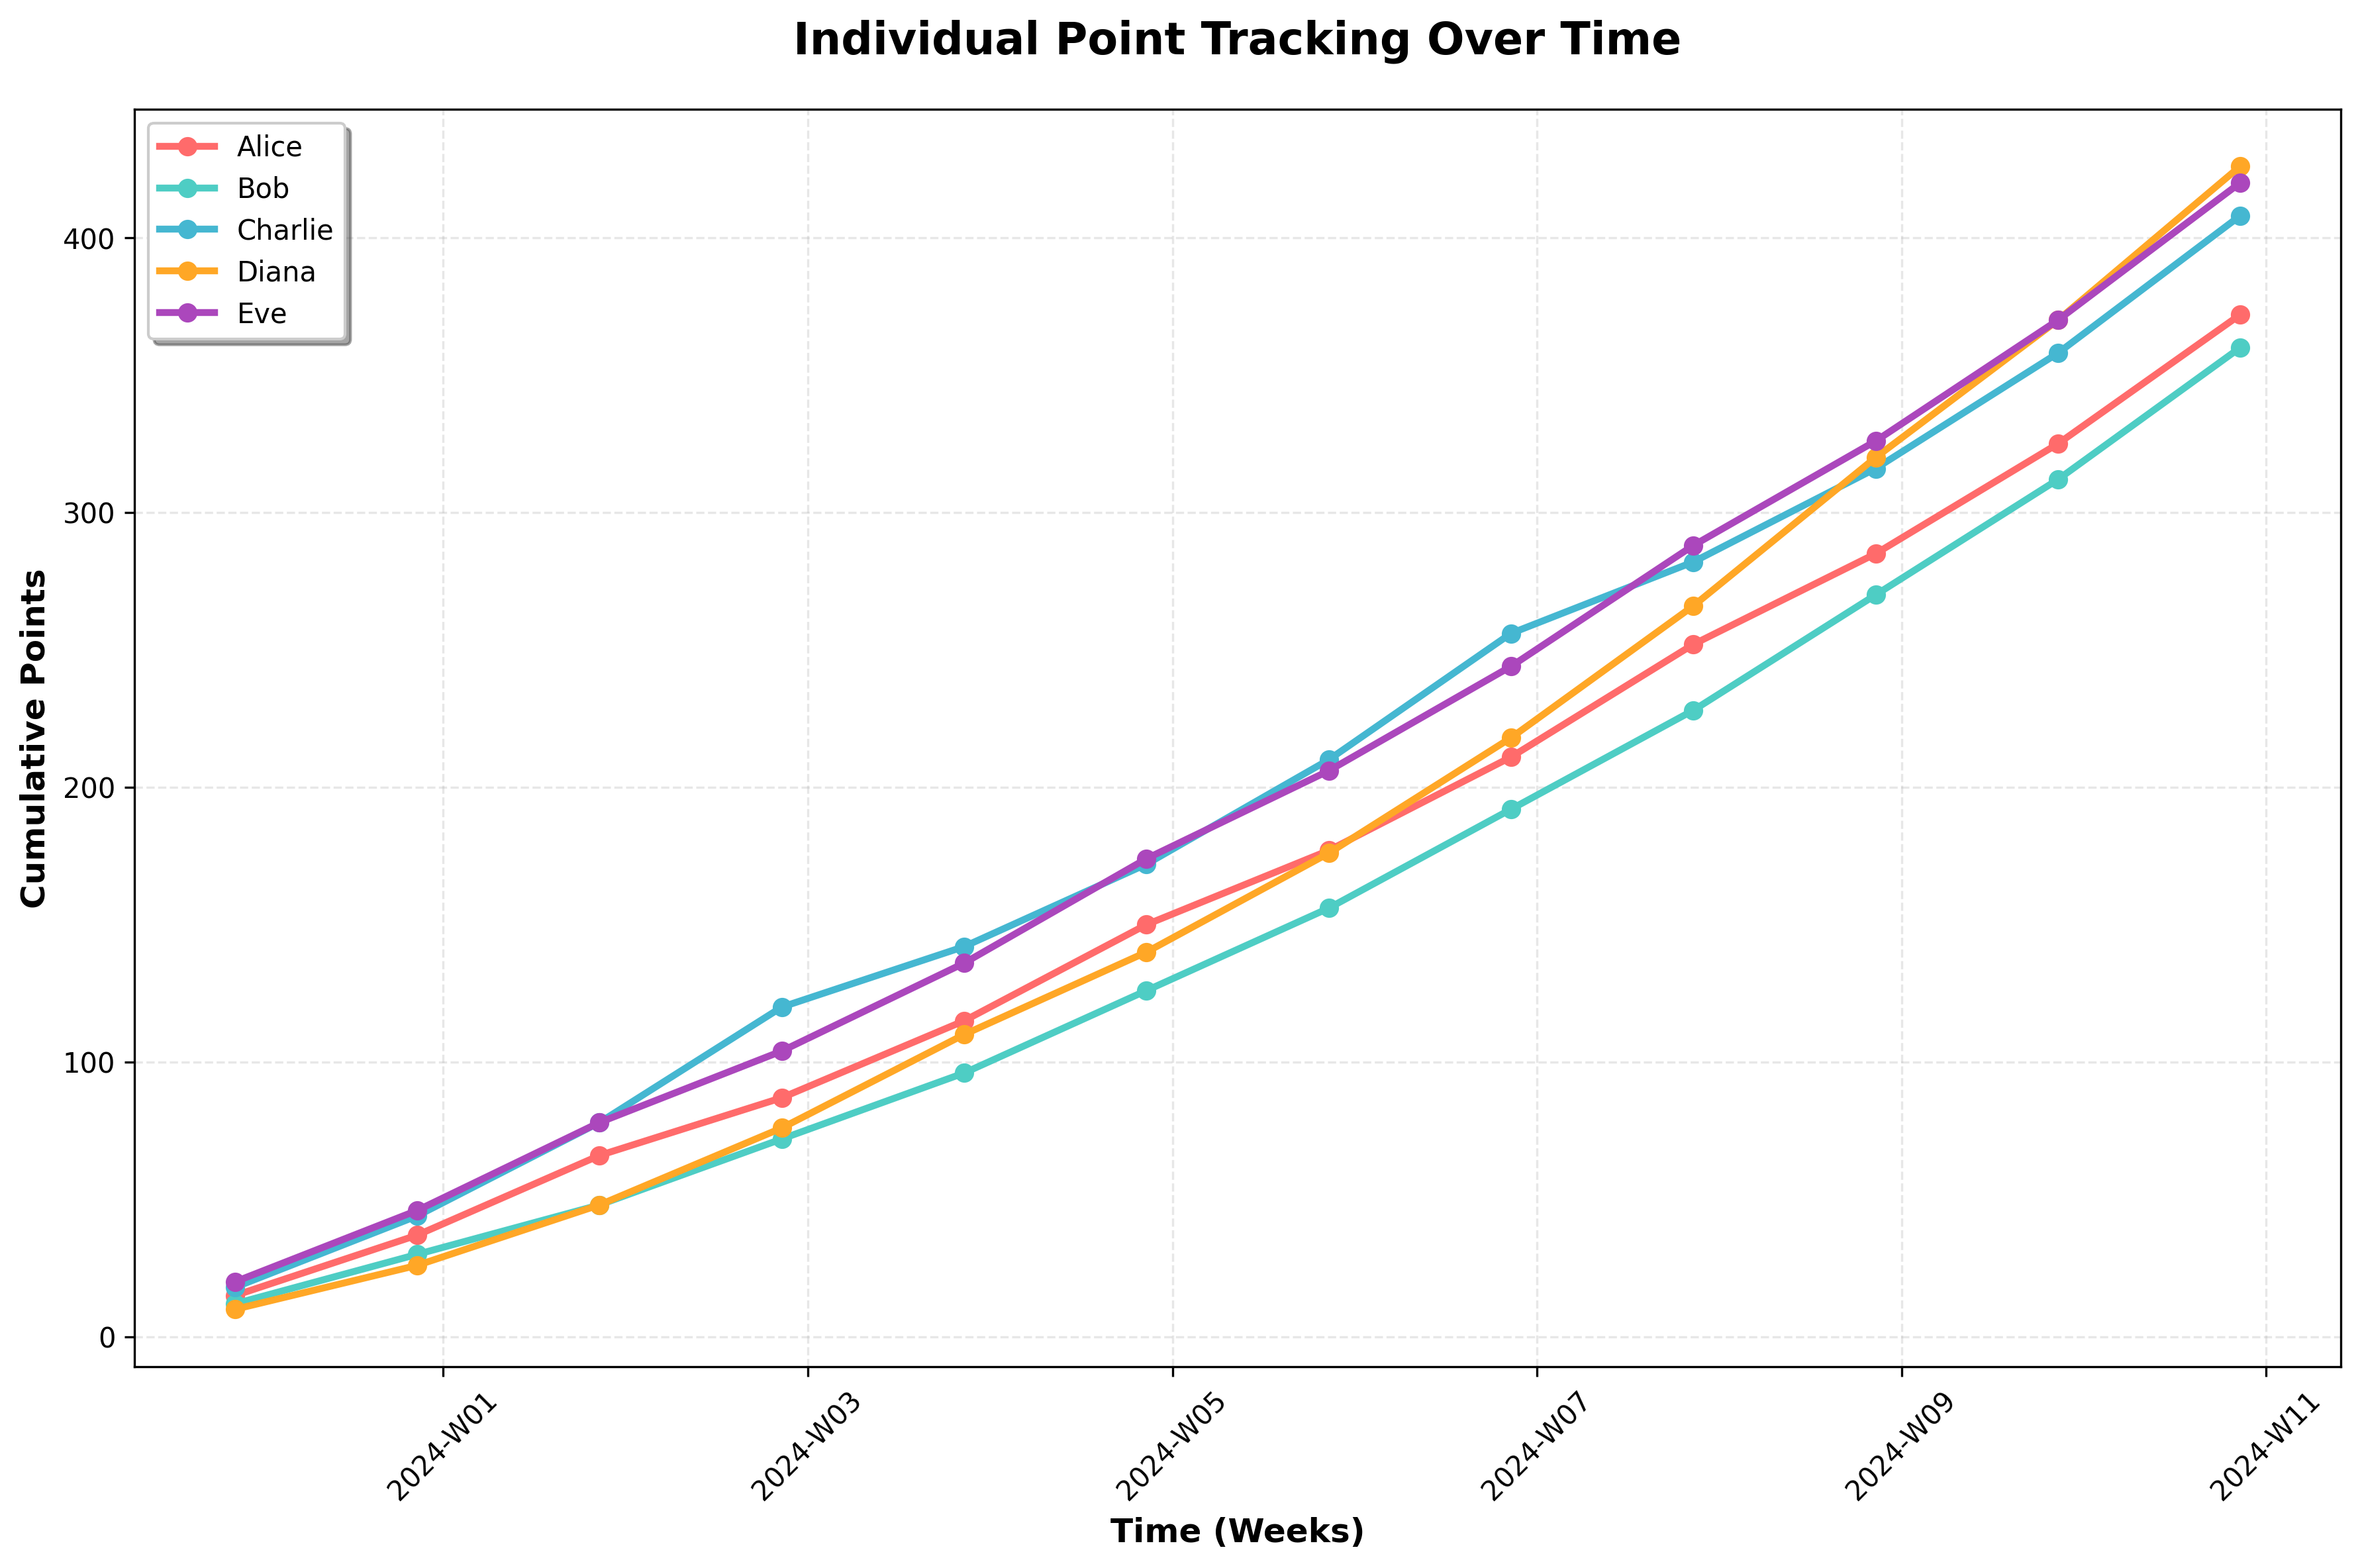 Individual Point Tracking Over Time
Alice
Bob
Charlie
Diana
Eve
Cumulative Points
400
300
200
100
0
2024-W01
2024-W03
2024-W05
2024-W07
2024-W09
2024-W11
Time (Weeks)